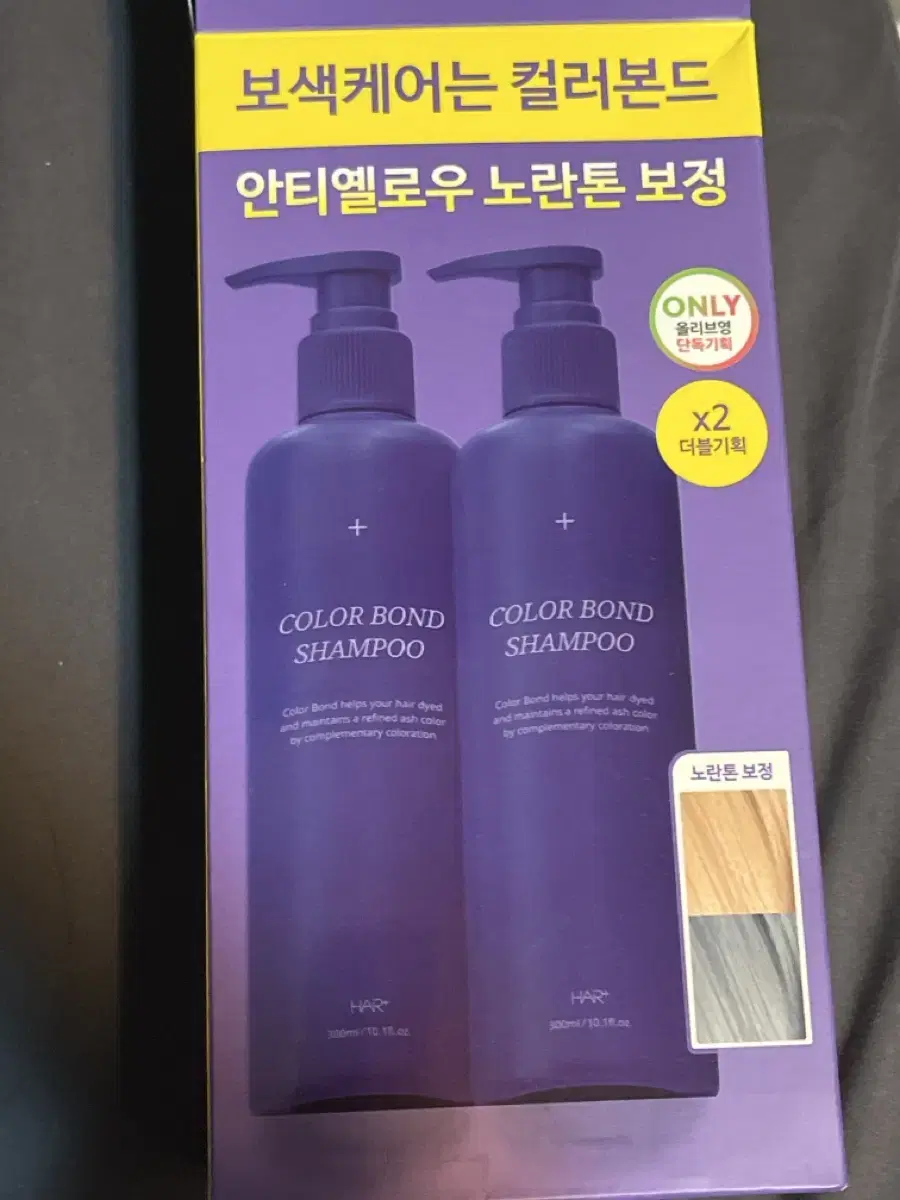 보색케어는 컬러본드
안티옐로우 노란톤 보정
ONLY
올리브영
단독기획
x2
더블기획
+
COLOR BOND
SHAMPOO
Color Bond helps your hair dyed
and maintains a refined ash color
by complementary coloration
HAIR+
300ml / 10.1fl.oz.
+
COLOR BOND
SHAMPOO
Color Bond helps your hair dyed
and maintains a refined ash color
by complementary coloration
HAIR+
300ml / 10.1fl.oz.
노란톤 보정